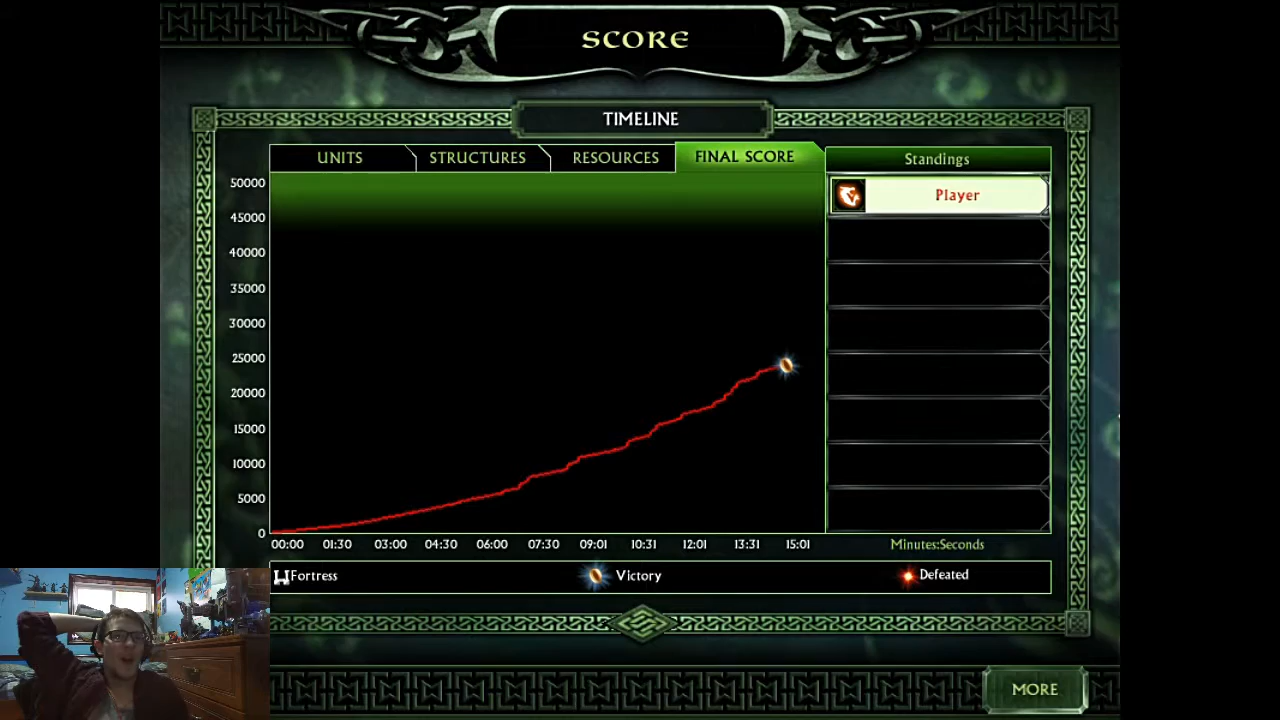 SCORE
TIMELINE
UNITS STRUCTURES RESOURCES FINAL SCORE Standings
Player
50000
45000
40000
35000
30000
25000
20000
15000
10000
5000
0
00:00 01:30 03:00 04:30 06:00 07:30 09:01 10:31 12:01 13:31 15:01 Minutes:Seconds
Fortress Victory Defeated
MORE